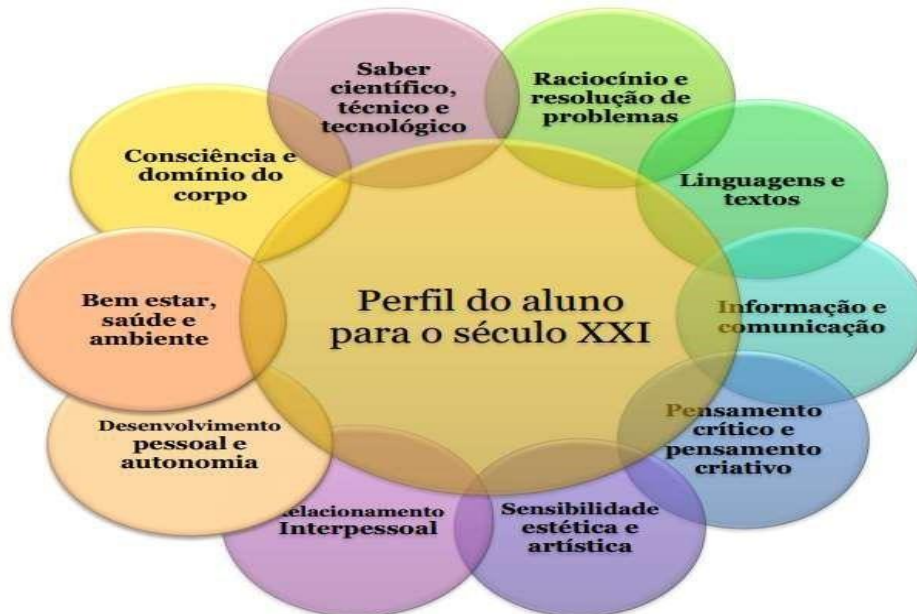 Saber
científico,
técnico e
tecnológico
Raciocínio e
resolução de
problemas
Linguagens e
textos
Informação e
comunicação
Pensamento
crítico e
pensamento
criativo
Sensibilidade
estética e
artística
Relacionamento
Interpessoal
Desenvolvimento
pessoal e
autonomia
Bem estar,
saúde e
ambiente
Consciência e
domínio do
corpo
Perfil do aluno
para o século XXI